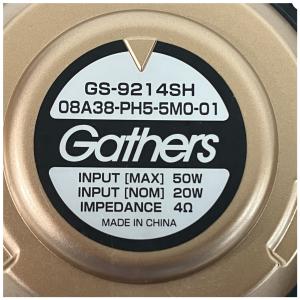 GS-9214SH
08A38-PH5-5M0-01
Gathers
INPUT [MAX] 50W
INPUT [NOM] 20W
IMPEDANCE 4Ω
MADE IN CHINA